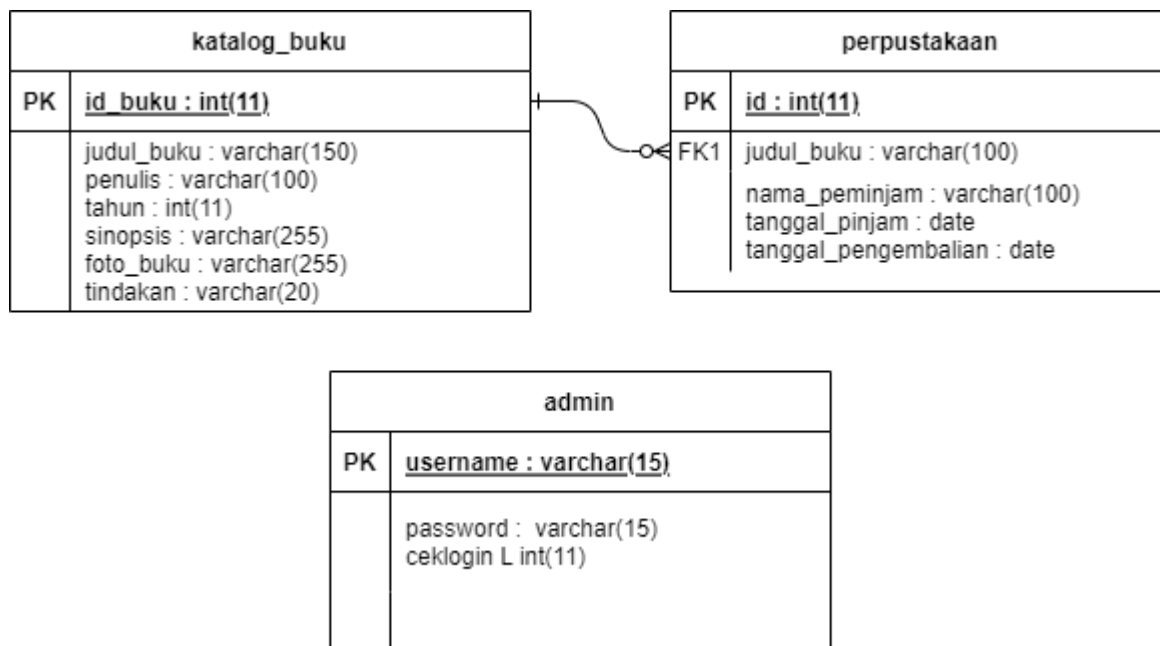 katalog_buku
PK id_buku : int(11)
judul_buku : varchar(150)
penulis : varchar(100)
tahun : int(11)
sinopsis : varchar(255)
foto_buku : varchar(255)
tindakan : varchar(20)
perpustakaan
PK id : int(11)
FK1 judul_buku : varchar(100)
nama_peminjam : varchar(100)
tanggal_pinjam : date
tanggal_pengembalian : date
admin
PK username : varchar(15)
password : varchar(15)
ceklogin L int(11)